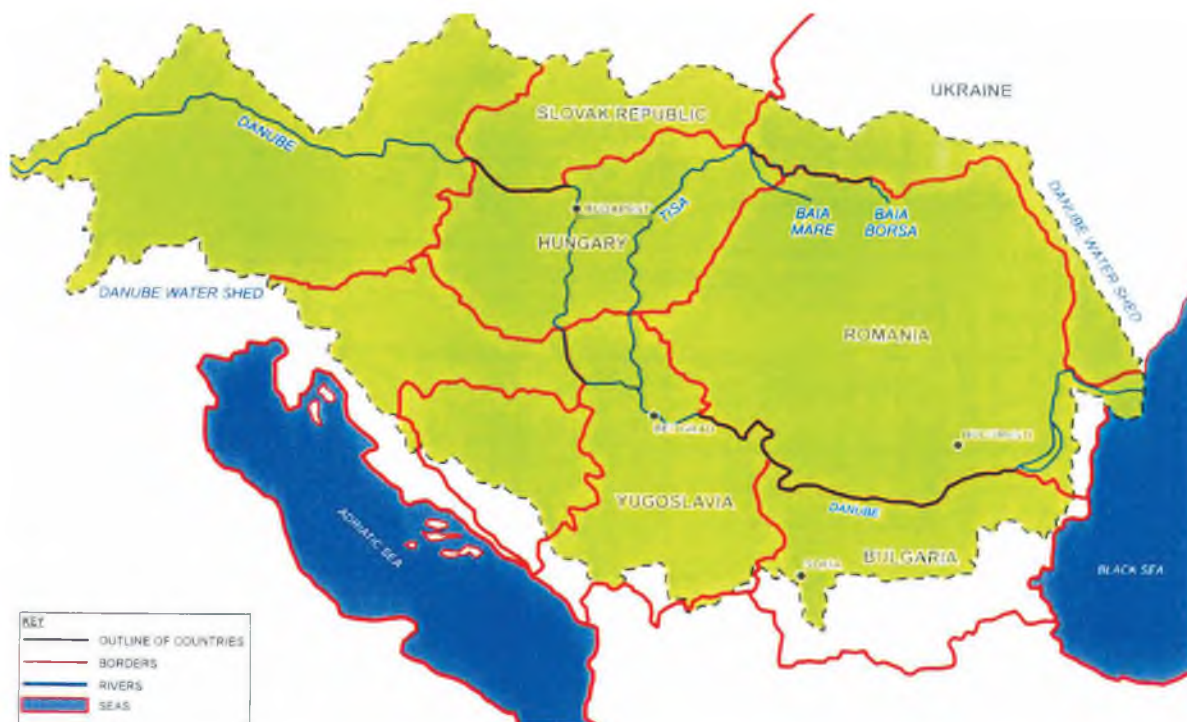 UKRAINE
SLOVAK REPUBLIC
DANUBE
DANUBE WATER SHED
TISA
BUDAPEST
BAIA
MARE
BAIA
BORSA
HUNGARY
DANUBE WATER SHED
ROMANIA
BELGRAD
BUCURESTI
YUGOSLAVIA
DANUBE
ADRIATIC SEA
BULGARIA
SOFIA
BLACK SEA
KEY
OUTLINE OF COUNTRIES
BORDERS
RIVERS
SEAS